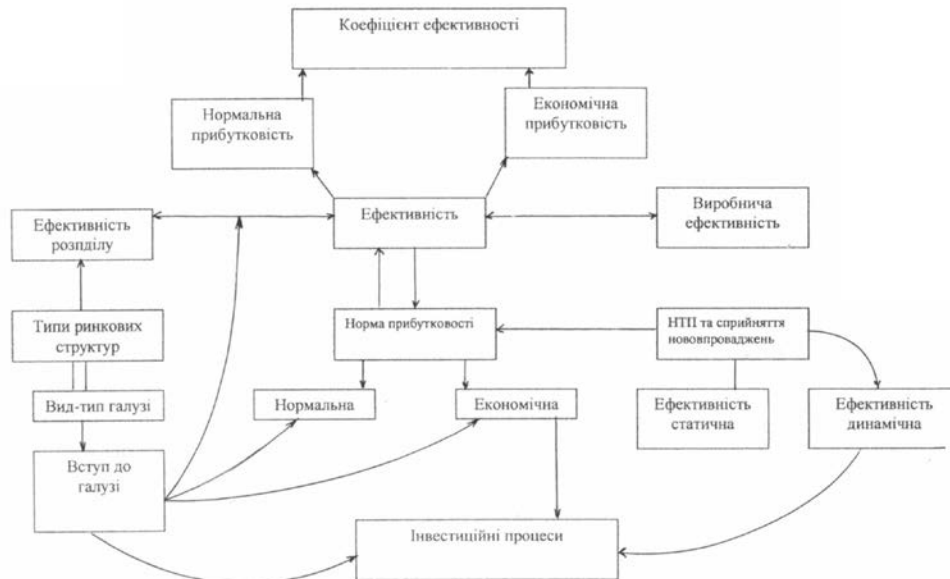 Коефіцієнт ефективності
Нормальна
прибутковість
Економічна
прибутковість
Ефективність
розпділу
Ефективність
Виробнича
ефективність
Типи ринкових
структур
Норма прибутковості
НТП та сприйняття
нововпроваджень
Вид-тип галузі
Нормальна
Економічна
Ефективність
статична
Ефективність
динамічна
Вступ до
галузі
Інвестиційні процеси